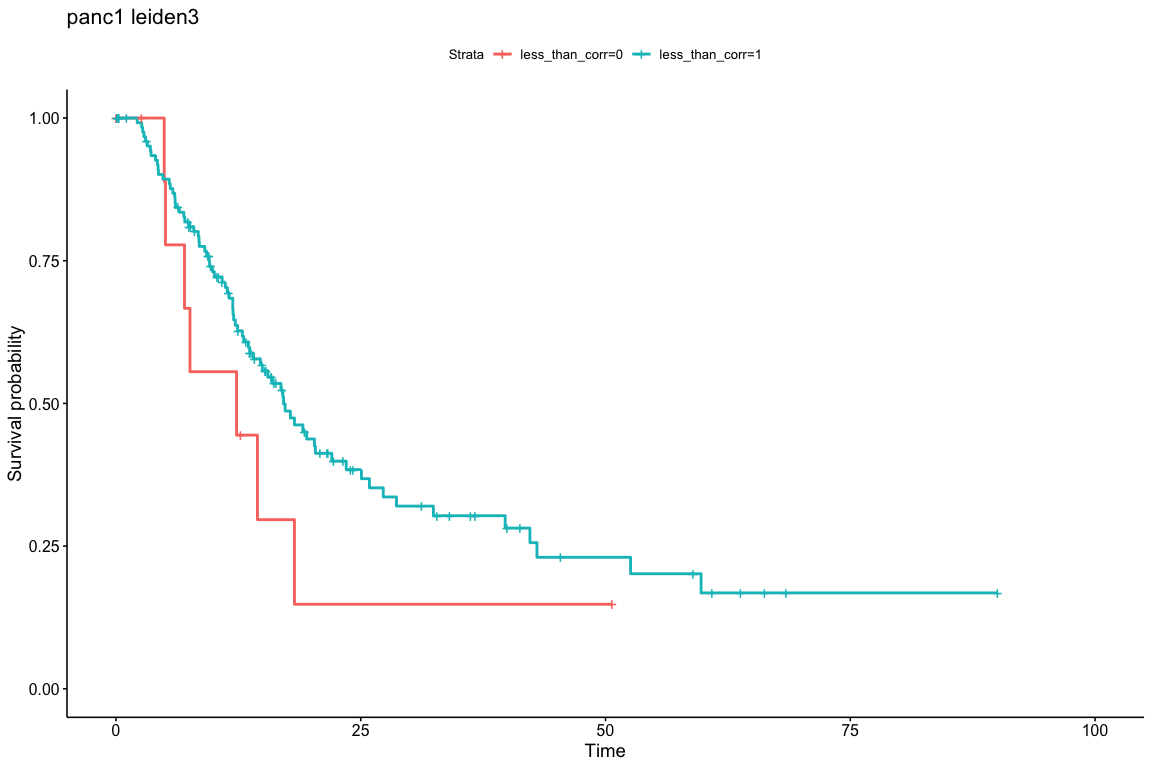 panc1 leiden3
Strata less_than_corr=0 less_than_corr=1
1.00
0.75
0.50
0.25
0.00
Survival probability
0 25 50 75 100
Time